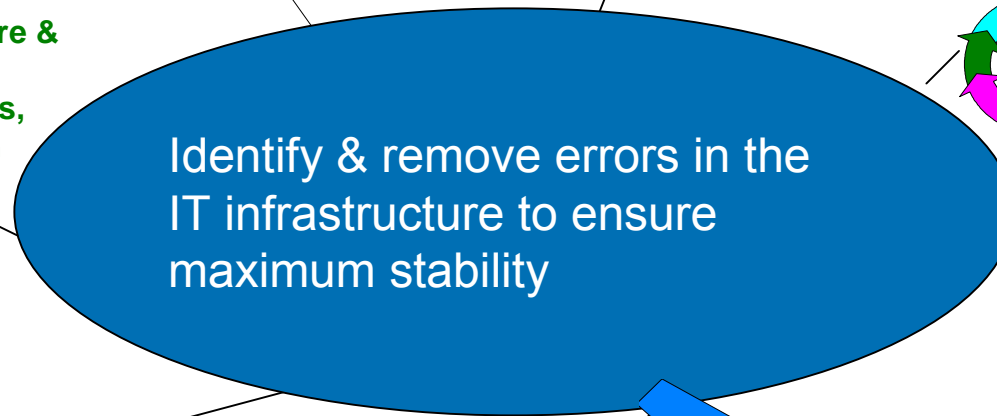 re &
s,
Identify & remove errors in the
IT infrastructure to ensure
maximum stability